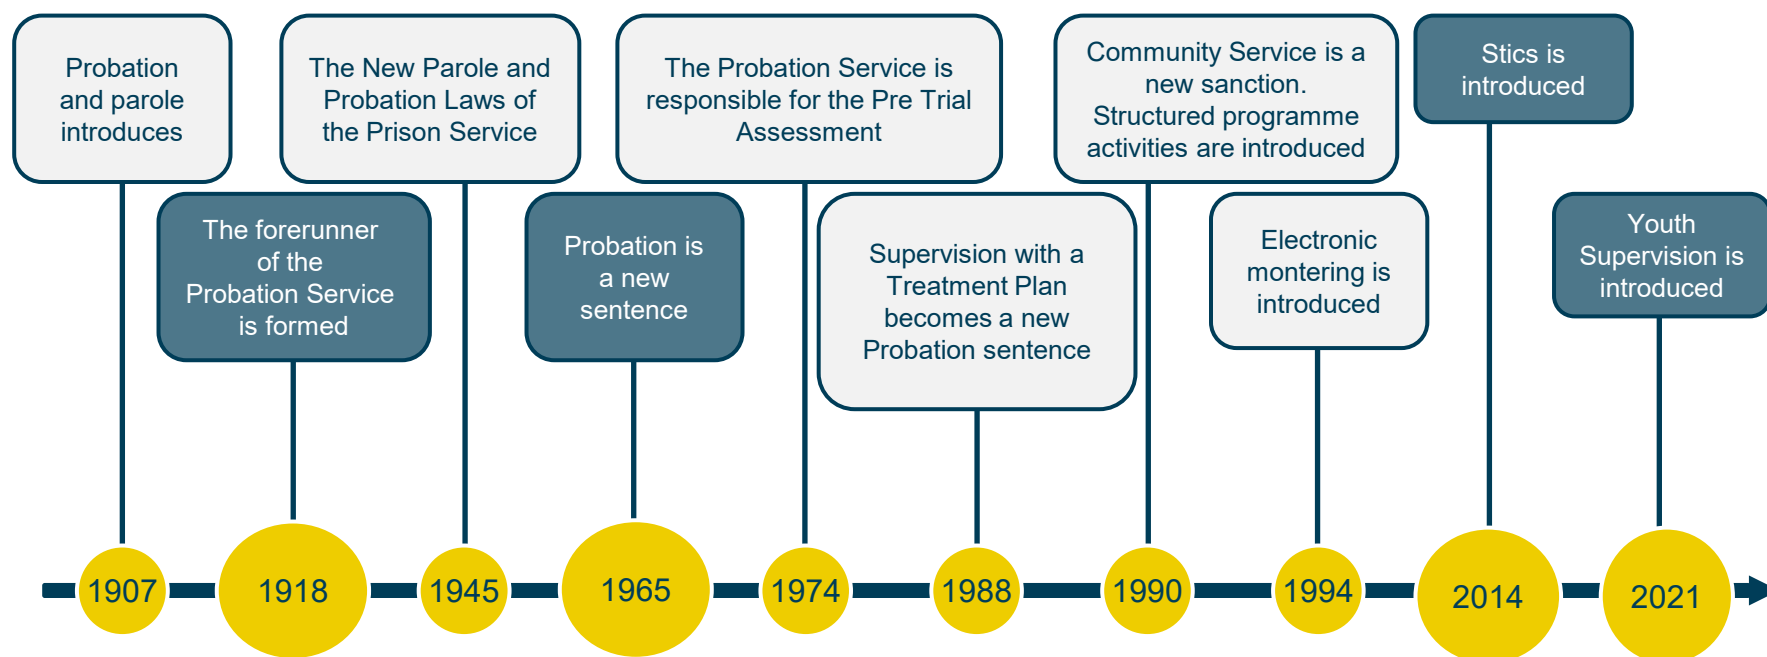 Probation
and parole
introduces
The New Parole and
Probation Laws of
the Prison Service
The Probation Service is
responsible for the Pre Trial
Assessment
Community Service is a
new sanction.
Structured programme
activities are introduced
Stics is
introduced
The forerunner
of the
Probation Service
is formed
Probation is
a new
sentence
Supervision with a
Treatment Plan
becomes a new
Probation sentence
Electronic
montering is
introduced
Youth
Supervision is
introduced
1907
1918
1945
1965
1974
1988
1990
1994
2014
2021